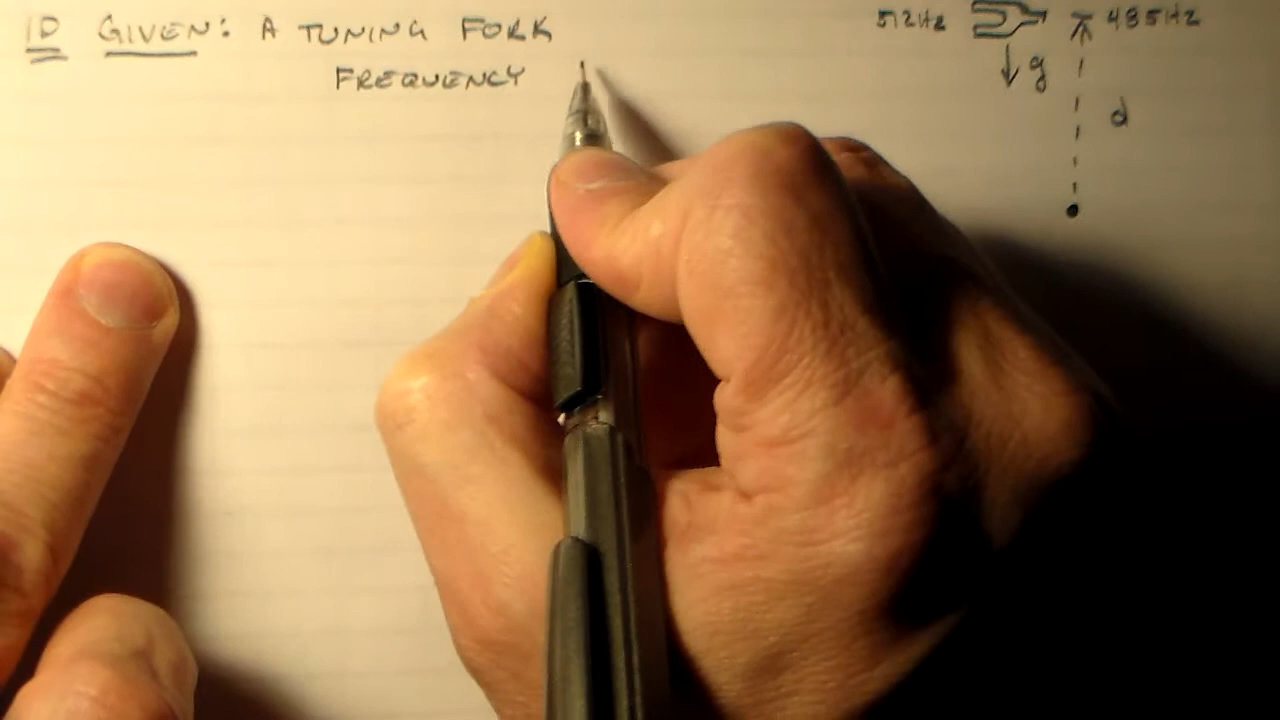 1D GIVEN: A TUNING FORK
FREQUENCY
512Hz
485Hz
g
d